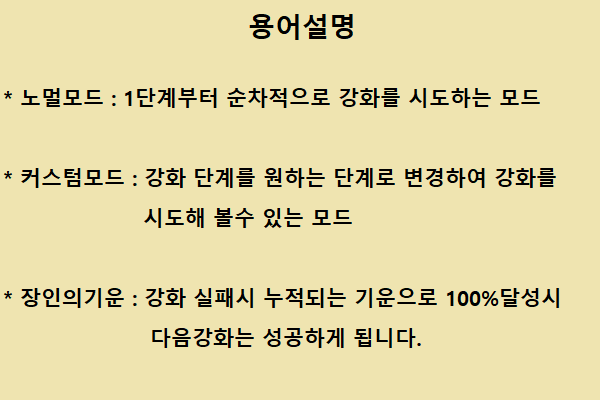 용어설명
* 노멀모드 : 1단계부터 순차적으로 강화를 시도하는 모드
* 커스텀모드 : 강화 단계를 원하는 단계로 변경하여 강화를
시도해 볼수 있는 모드
* 장인의기운 : 강화 실패시 누적되는 기운으로 100%달성시
다음강화는 성공하게 됩니다.